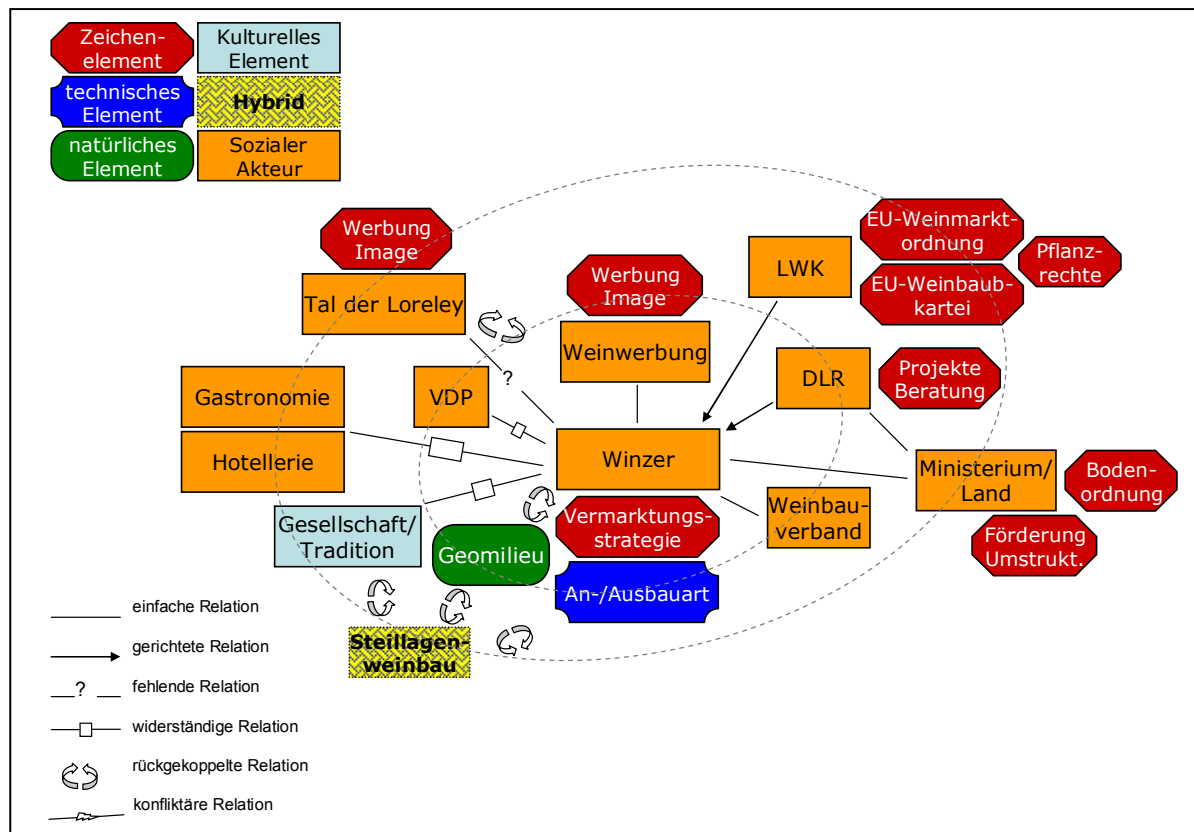 Zeichen-
element
Kulturelles
Element
technisches
Element
Hybrid
natürliches
Element
Sozialer
Akteur
Werbung
Image
Tal der Loreley
Werbung
Image
Weinwerbung
LWK
EU-Weinmarkt-
ordnung
Pflanz-
rechte
EU-Weinbaub-
kartei
?
Gastronomie
VDP
DLR
Projekte
Beratung
Hotellerie
Winzer
Ministerium/
Land
Boden-
ordnung
Gesellschaft/
Tradition
Geomilieu
Vermarktungs-
strategie
Weinbau-
verband
Förderung
Umstrukt.
An-/Ausbauart
Steillagen-
weinbau
einfache Relation
gerichtete Relation
? fehlende Relation
widerständige Relation
rückgekoppelte Relation
konfliktäre Relation